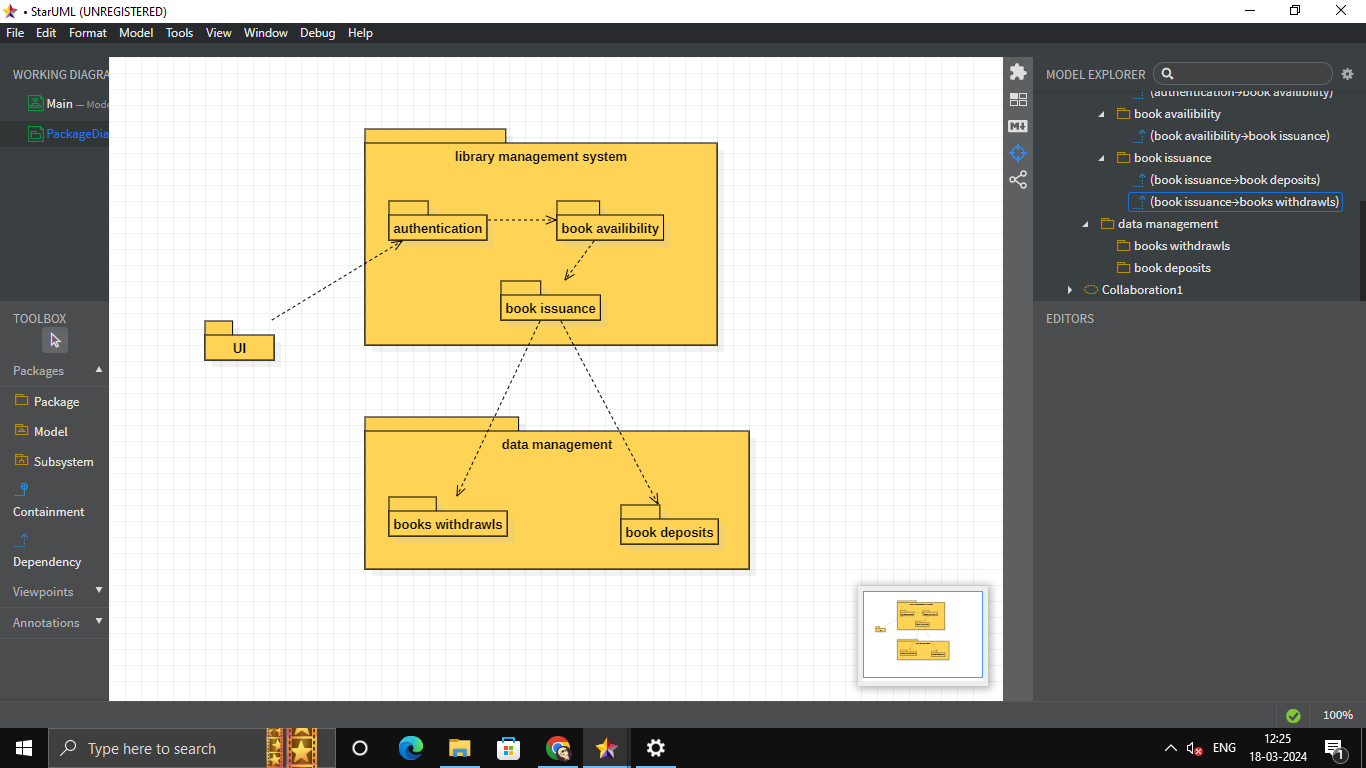 • StarUML (UNREGISTERED)
File Edit Format Model Tools View Window Debug Help
WORKING DIAGRA
Main — Mode
PackageDia
TOOLBOX
Packages
Package
Model
Subsystem
Containment
Dependency
Viewpoints
Annotations
library management system
authentication
book availibility
book issuance
UI
data management
books withdrawls
book deposits
MODEL EXPLORER
(authentication→book availibility)
book availibility
(book availibility→book issuance)
book issuance
(book issuance→book deposits)
(book issuance→books withdrawls)
data management
books withdrawls
book deposits
Collaboration1
EDITORS
100%
Type here to search
ENG
12:25
18-03-2024
1